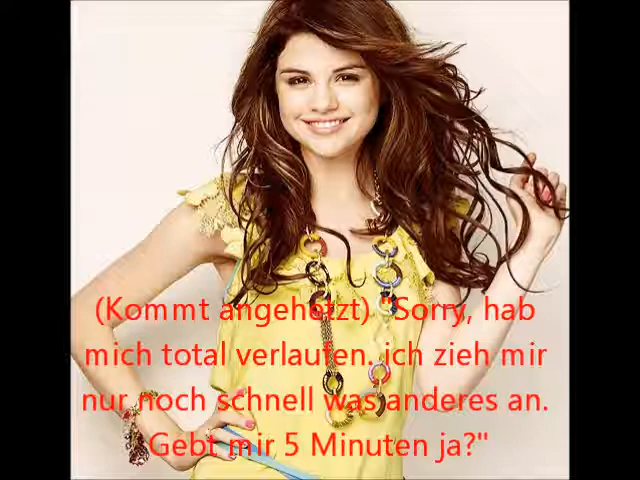 (Kommt angehetzt) "Sorry, hab
mich total verlaufen. ich zieh mir
nur noch schnell was anderes an.
Gebt mir 5 Minuten ja?"